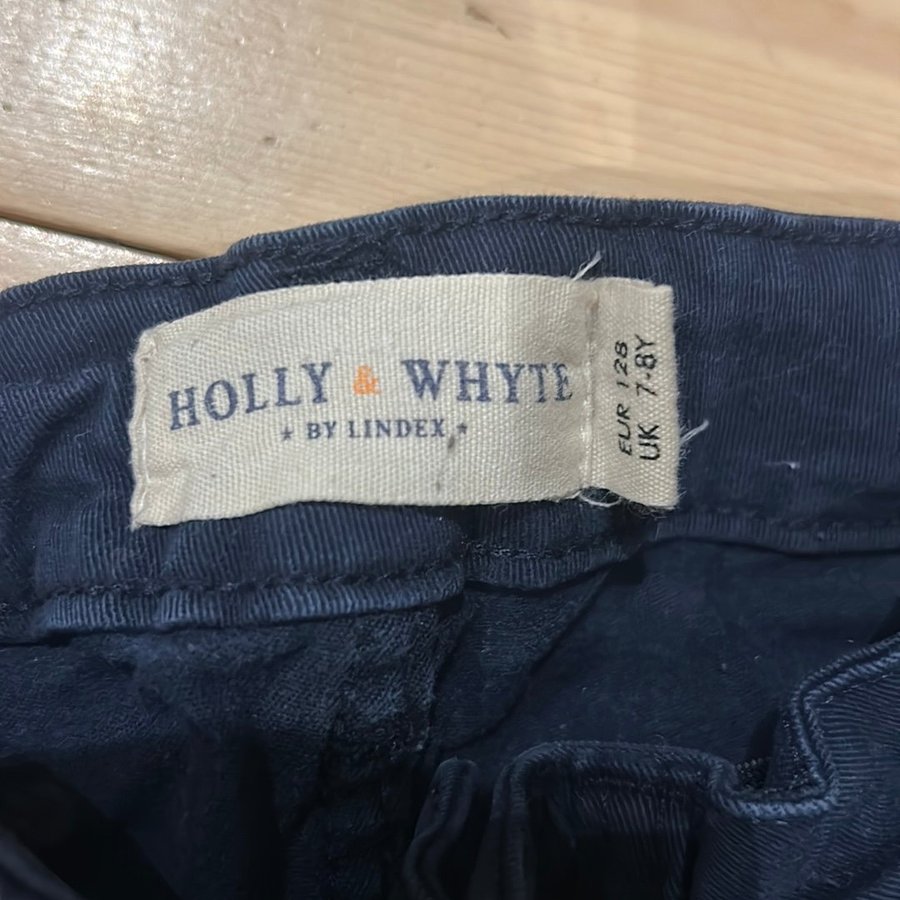 HOLLY & WHYTE
* BY LINDEX *
EUR 128
UK 7-8Y